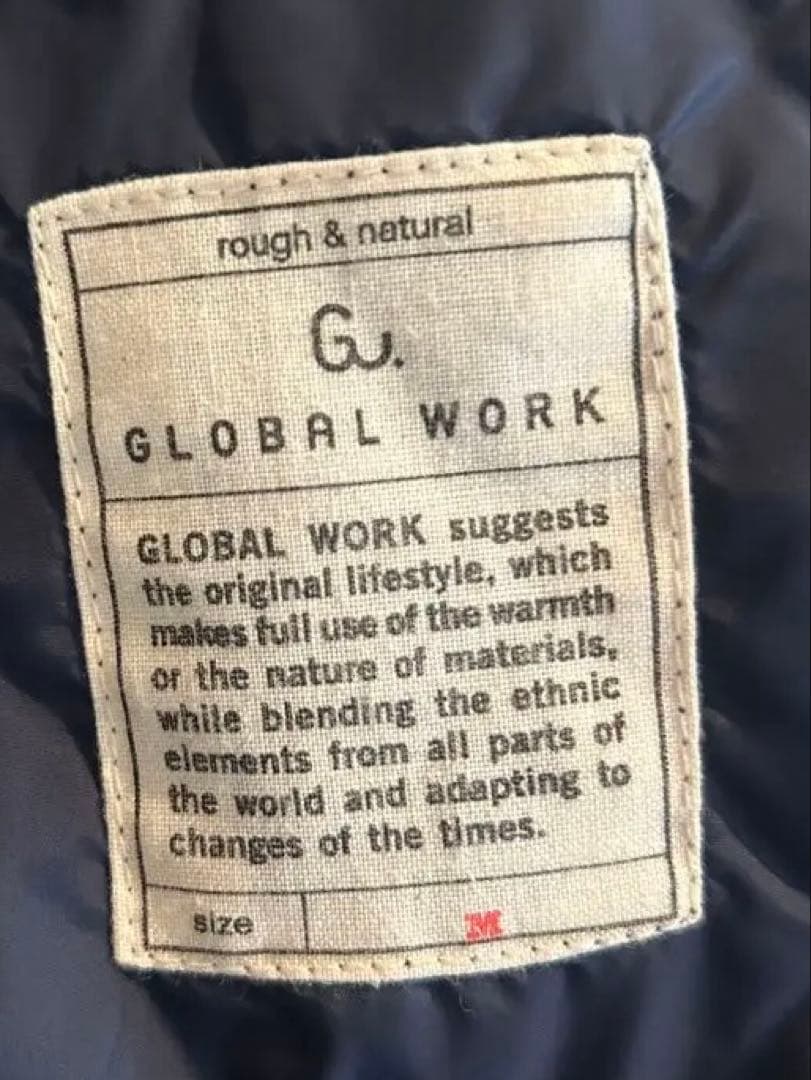 rough & natural
Gw.
GLOBAL WORK
GLOBAL WORK suggests
the original lifestyle, which
makes full use of the warmth
or the nature of materials,
while blending the ethnic
elements from all parts of
the world and adapting to
changes of the times.
size M